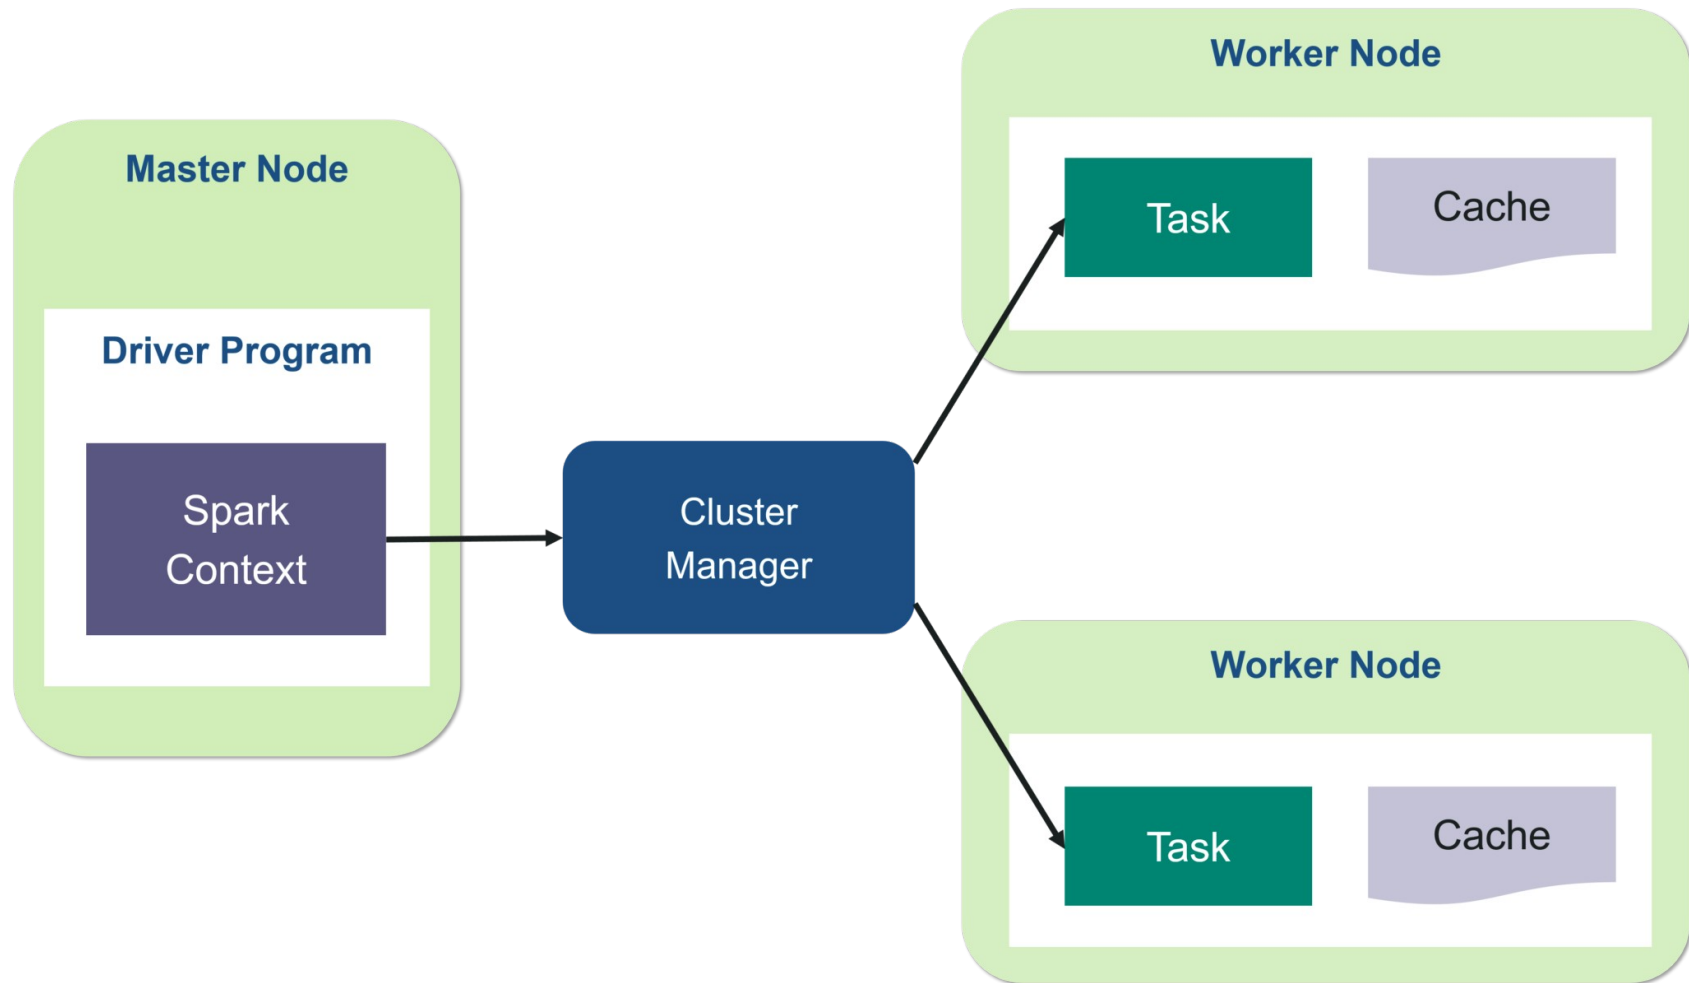 Master Node
Driver Program
Spark
Context
Cluster
Manager
Worker Node
Task
Cache
Worker Node
Task
Cache